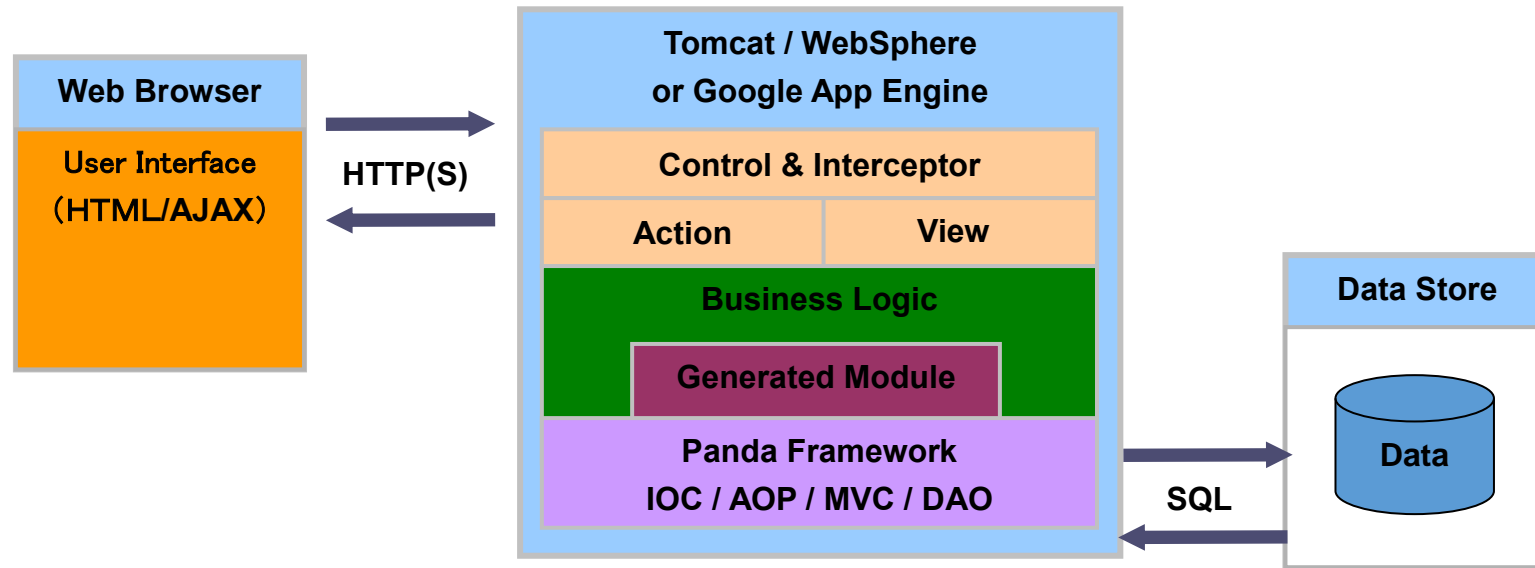 Web Browser
User Interface
（HTML/AJAX）
HTTP(S)
Tomcat / WebSphere
or Google App Engine
Control & Interceptor
Action
View
Business Logic
Generated Module
Panda Framework
IOC / AOP / MVC / DAO
SQL
Data Store
Data